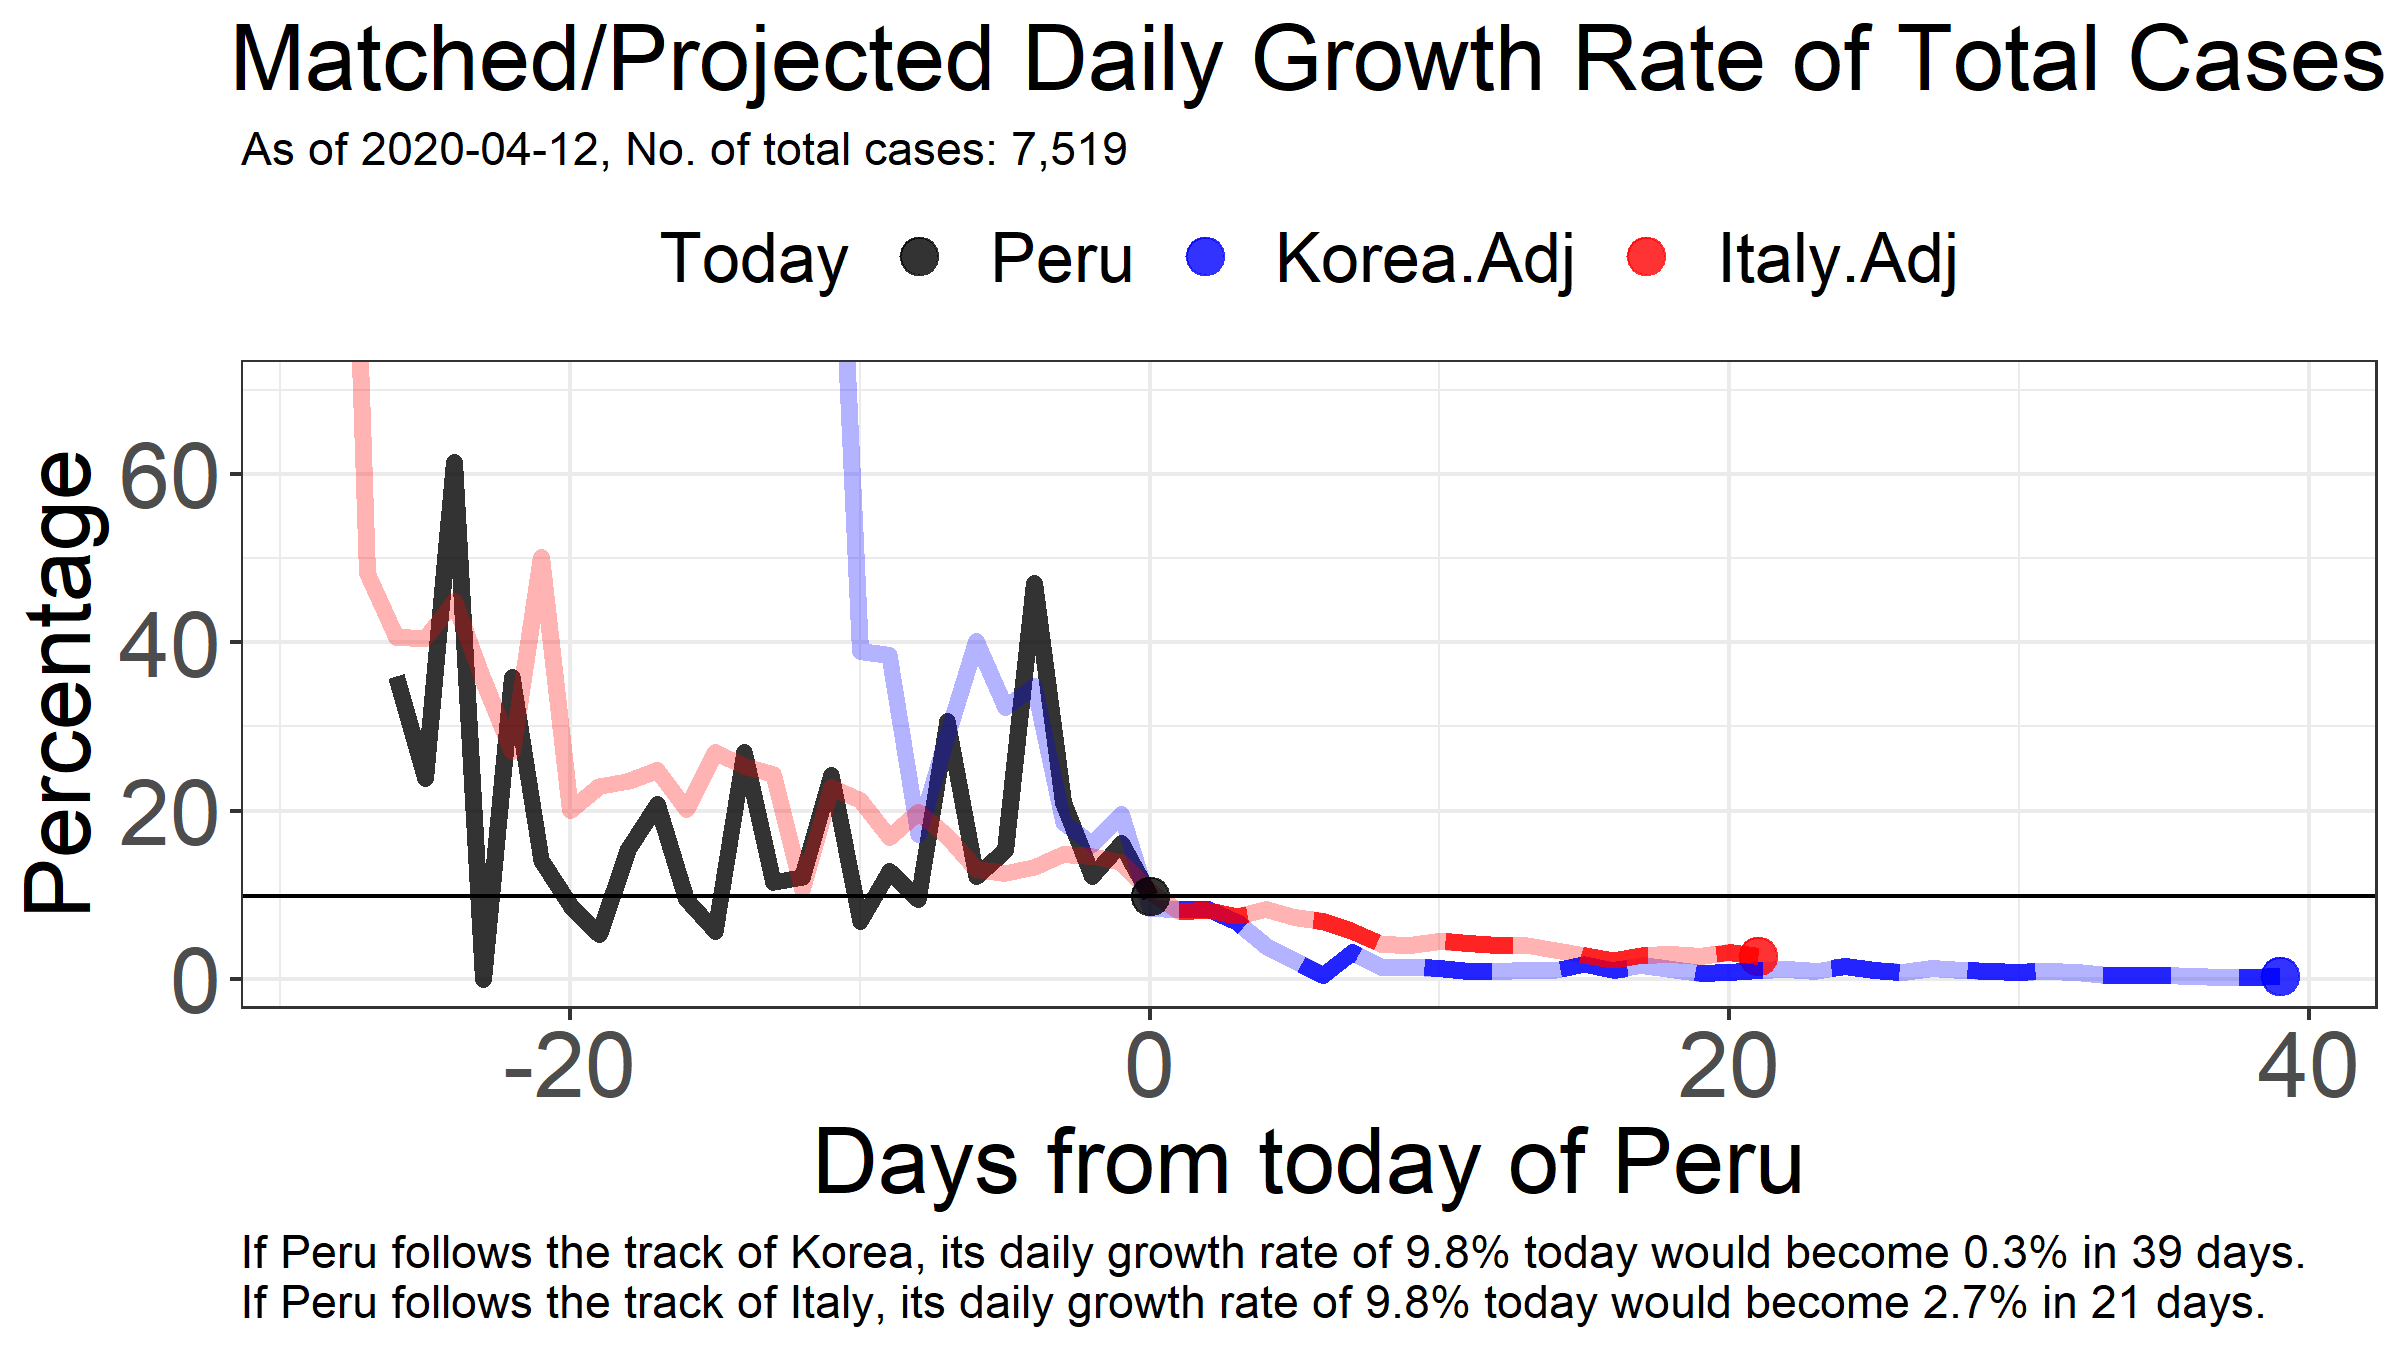 Matched/Projected Daily Growth Rate of Total Cases
As of 2020-04-12, No. of total cases: 7,519
Today Peru Korea.Adj Italy.Adj
Percentage
60
40
20
0
-20 0 20 40
Days from today of Peru
If Peru follows the track of Korea, its daily growth rate of 9.8% today would become 0.3% in 39 days.
If Peru follows the track of Italy, its daily growth rate of 9.8% today would become 2.7% in 21 days.